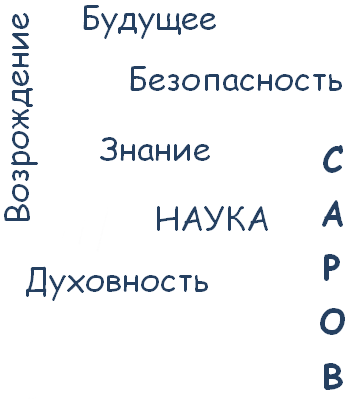 Возрождение
Будущее
Безопасность
Знание
НАУКА
Духовность
САРОВ